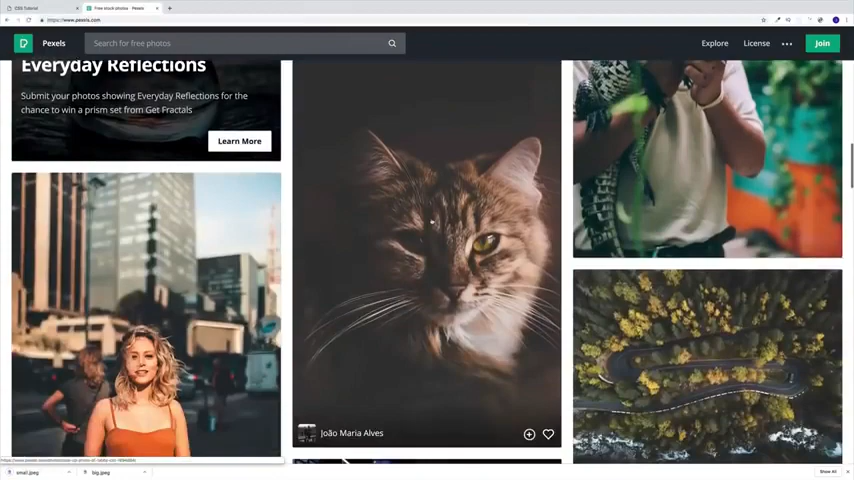 CSS Tutorial
Free stock photos - Pexels
https://www.pexels.com
Pexels
Search for free photos
Explore
License
Join
Everyday Reflections
Submit your photos showing Everyday Reflections for the
chance to win a prism set from Get Fractals
Learn More
João Maria Alves
small.jpeg
big.jpeg
Show All